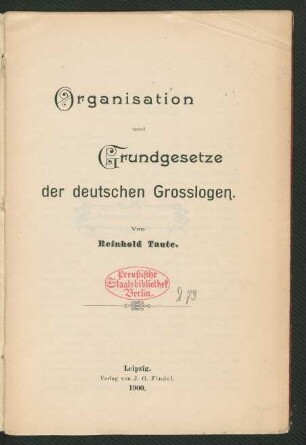 Organisation
und
Grundgesetze
der deutschen Grosslogen.
Von
Reinhold Taute.
Preußische
Staatsbibliothek
Berlin.
Leipzig.
Verlag von J. G. Findel.
1900.